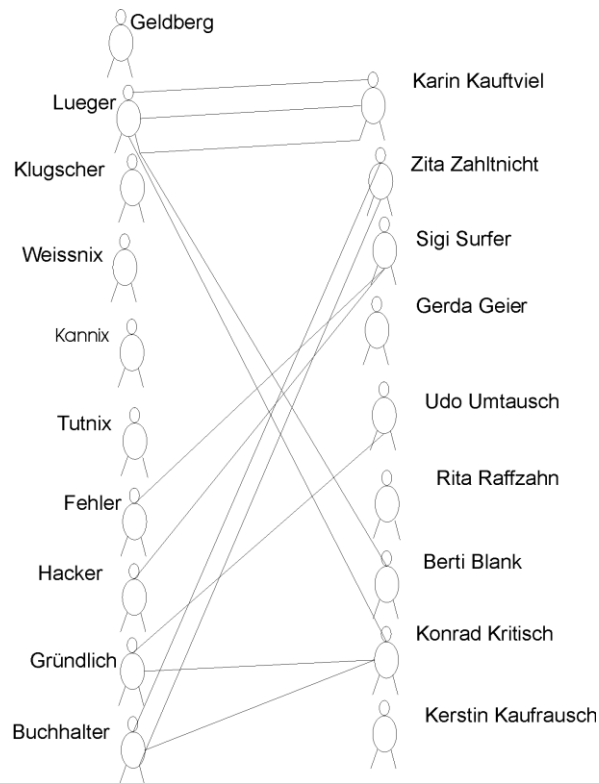 Geldberg
Lueger
Klugscher
Weissnix
Kannix
Tutnix
Fehler
Hacker
Gründlich
Buchhalter
Karin Kauftviel
Zita Zahltnicht
Sigi Surfer
Gerda Geier
Udo Umtausch
Rita Raffzahn
Berti Blank
Konrad Kritisch
Kerstin Kaufrausch